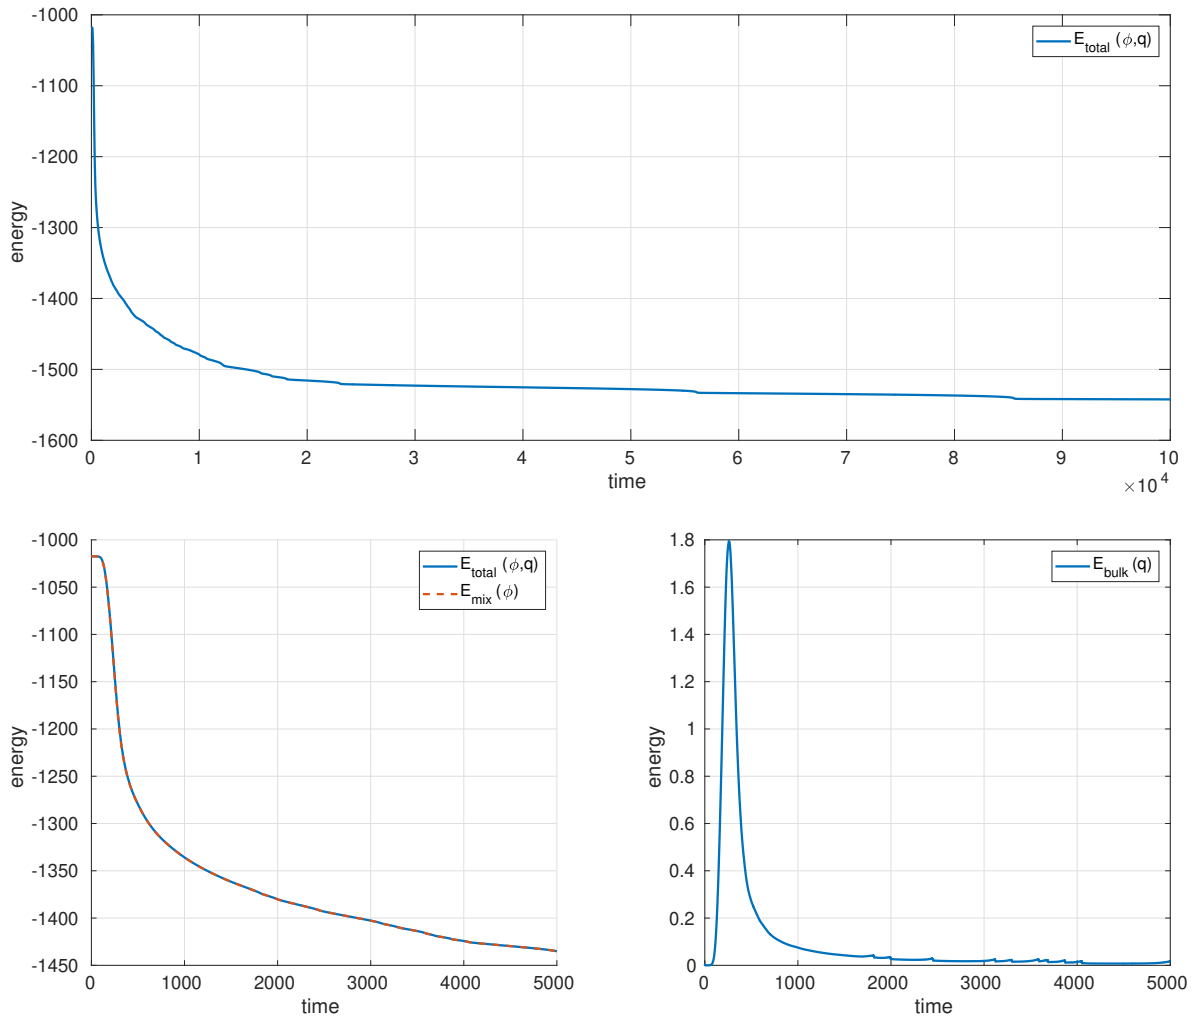 -1000
-1100
-1200
-1300
-1400
-1500
-1600
energy
E_total (ϕ,q)
0 1 2 3 4 5 6 7 8 9 10
time
×10^4
-1000
-1050
-1100
-1150
-1200
-1250
-1300
-1350
-1400
-1450
energy
E_total (ϕ,q)
E_mix (ϕ)
0 1000 2000 3000 4000 5000
time
1.8
1.6
1.4
1.2
1
0.8
0.6
0.4
0.2
0
energy
E_bulk (q)
0 1000 2000 3000 4000 5000
time